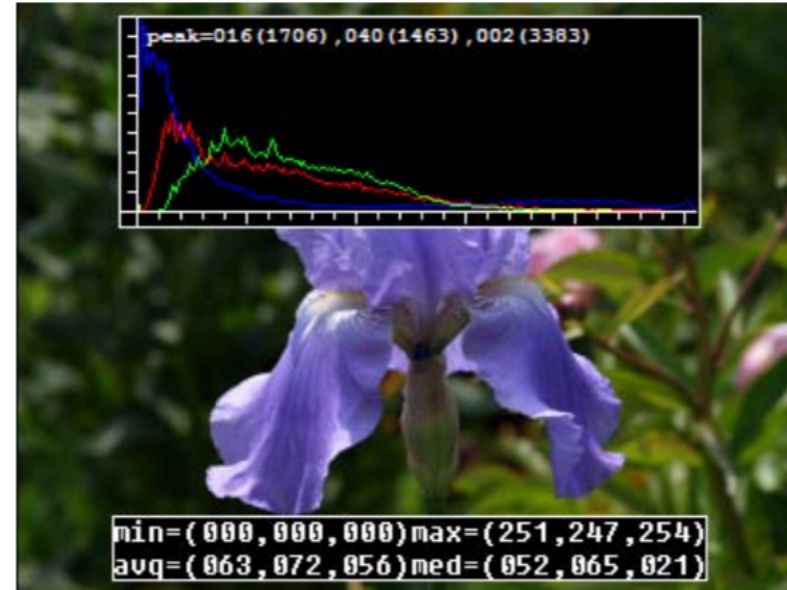 peak=016(1706),040(1463),002(3383)
min=(000,000,000)max=(251,247,254)
avg=(063,072,056)med=(052,065,021)